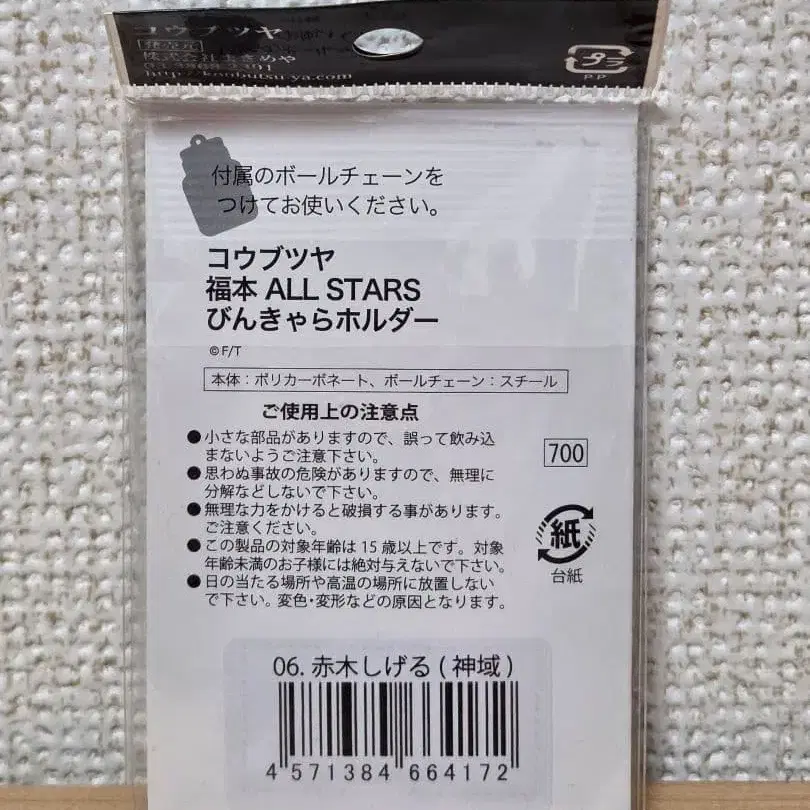 コウブツヤ
発売元
http://koubutsu-ya.com
プラ
PP
付属のボールチェーンを
つけてお使いください。
コウブツヤ
福本 ALL STARS
びんきゃらホルダー
©F/T
本体：ポリカーボネート、ボールチェーン：スチール
ご使用上の注意点
●小さな部品がありますので、誤って飲み込
まないようご注意下さい。
●思わぬ事故の危険がありますので、無理に
分解などしないで下さい。
●無理な力をかけると破損する事があります。
ご注意ください。
●この製品の対象年齢は 15 歳以上です。対象
年齢未満のお子様には絶対与えないで下さい。
●日の当たる場所や高温の場所に放置しない
で下さい。変色・変形などの原因となります。
700
紙
台紙
06. 赤木しげる ( 神域 )
4 571384 664172